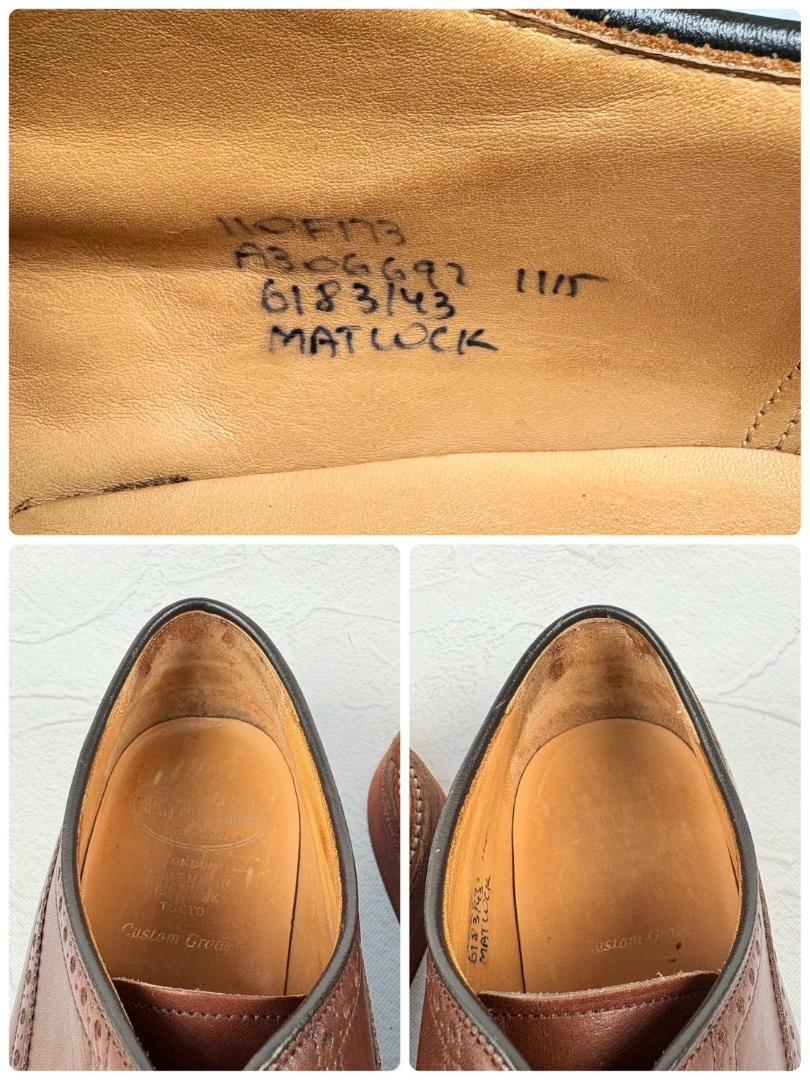 110F173
A306692 1115
6183/43
MATLOCK
LONDON
TOKYO
Custom Grade
6183/43
MATLOCK
Custom Grade